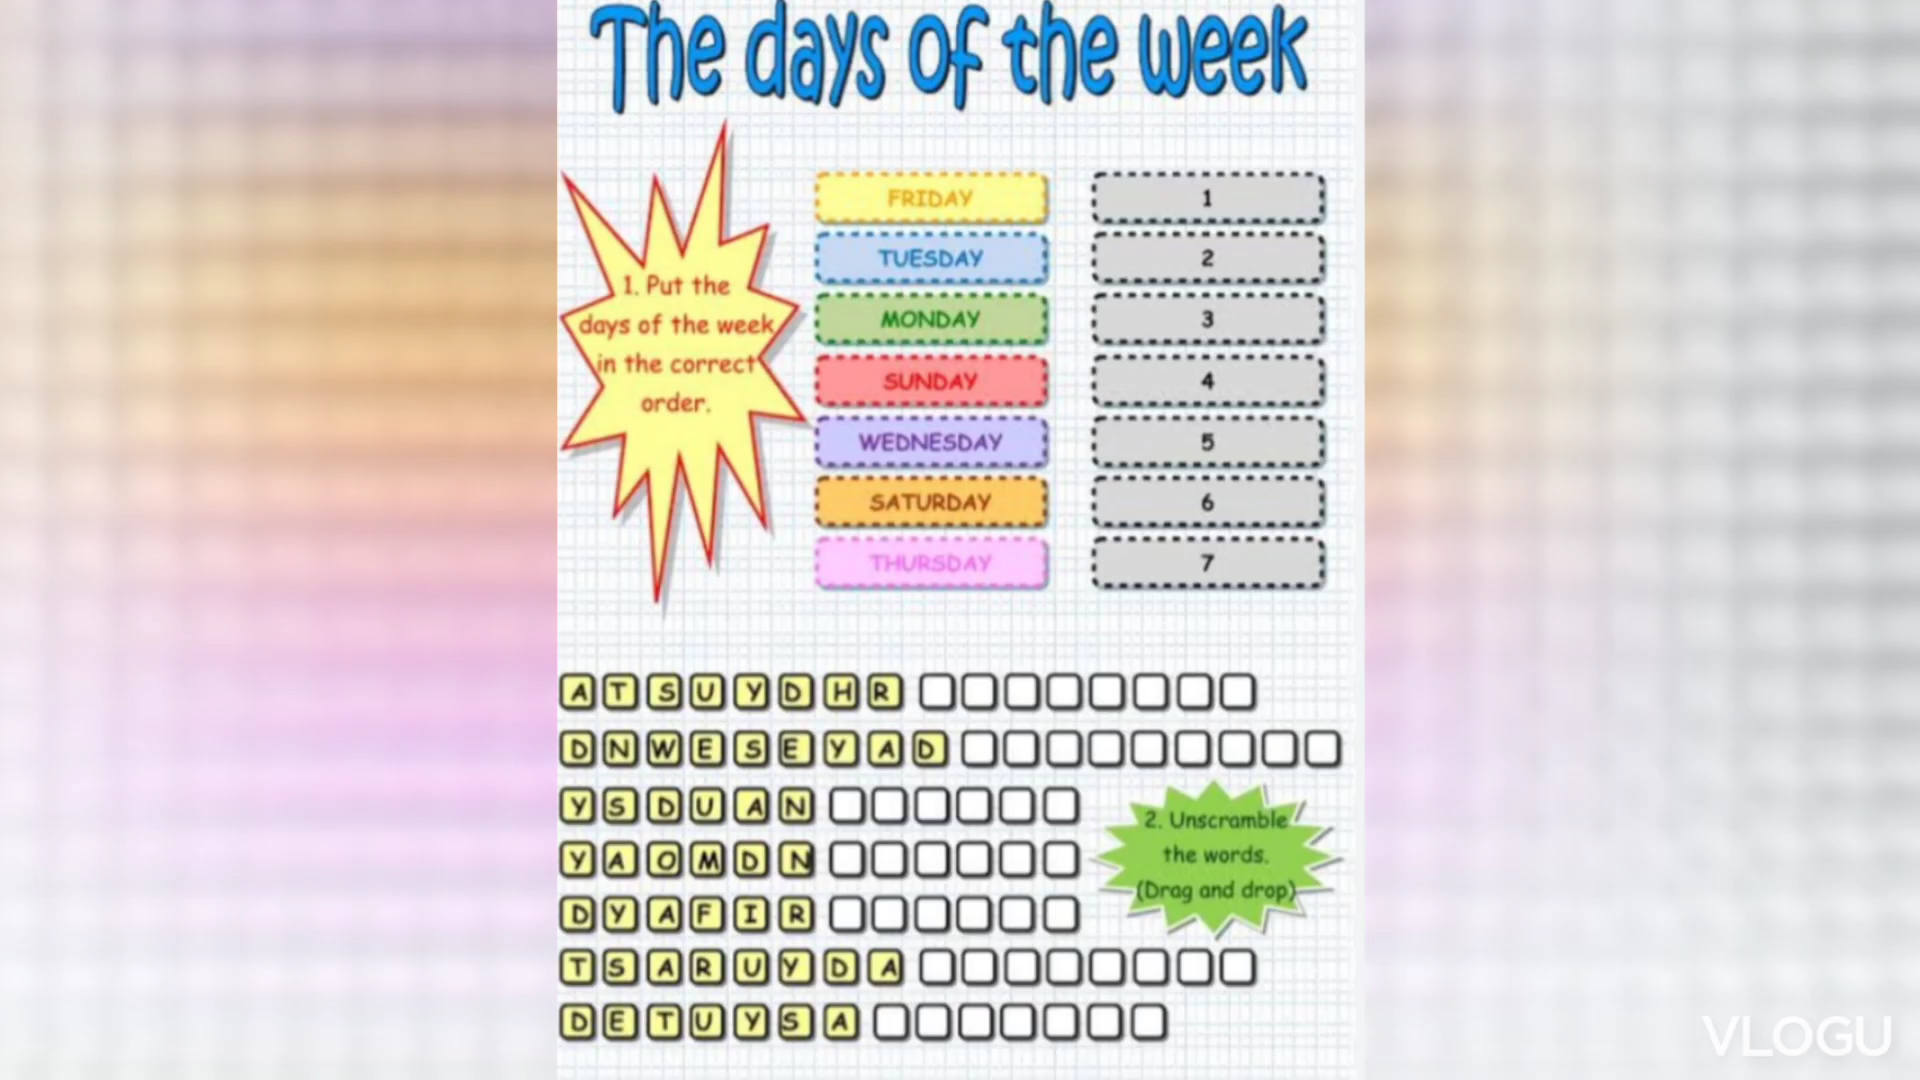 The days of the week
1. Put the
days of the week
in the correct
order.
FRIDAY 1
TUESDAY 2
MONDAY 3
SUNDAY 4
WEDNESDAY 5
SATURDAY 6
THURSDAY 7
A T S U Y D H R
D N W E S E Y A D
Y S D U A N
Y A O M D N
D Y A F I R
T S A R U Y D A
D E T U Y S A
2. Unscramble
the words.
(Drag and drop)
VLOGU